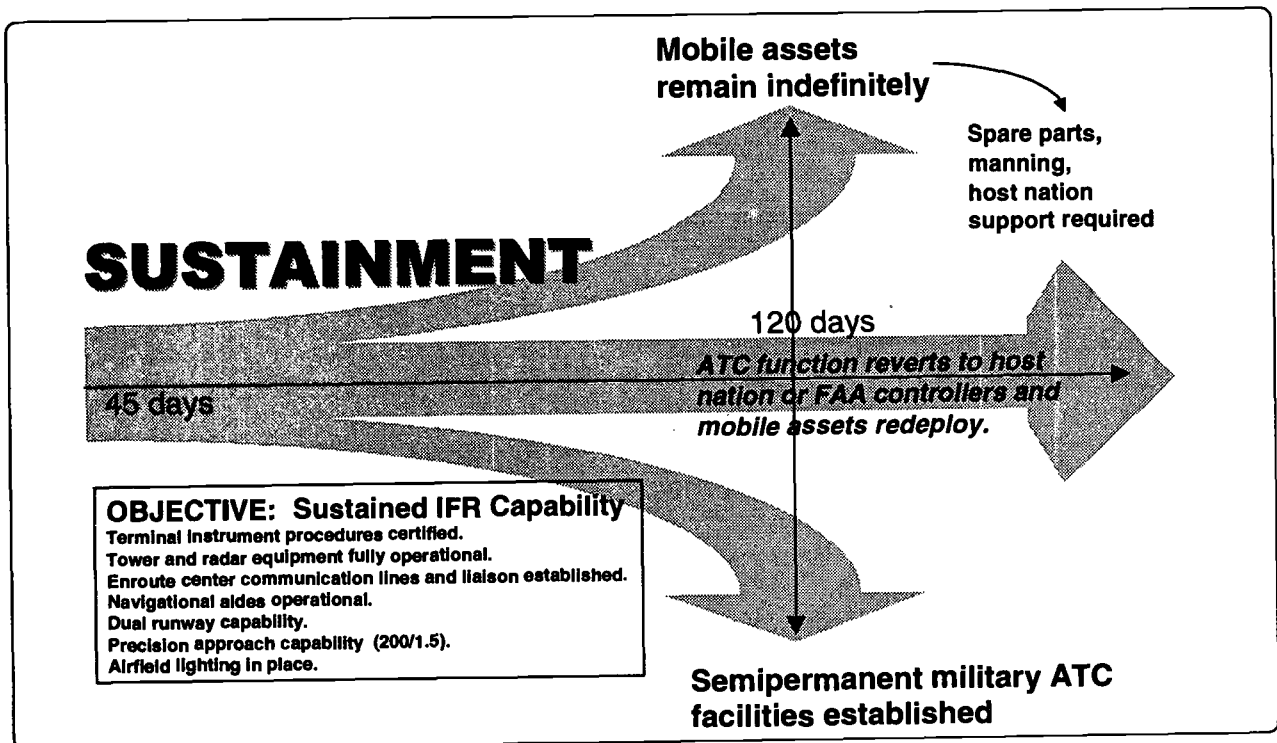 Mobile assets
remain indefinitely
Spare parts,
manning,
host nation
support required
SUSTAINMENT
120 days
ATC function reverts to host
nation or FAA controllers and
mobile assets redeploy.
45 days
OBJECTIVE: Sustained IFR Capability
Terminal instrument procedures certified.
Tower and radar equipment fully operational.
Enroute center communication lines and liaison established.
Navigational aides operational.
Dual runway capability.
Precision approach capability (200/1.5).
Airfield lighting in place.
Semipermanent military ATC
facilities established